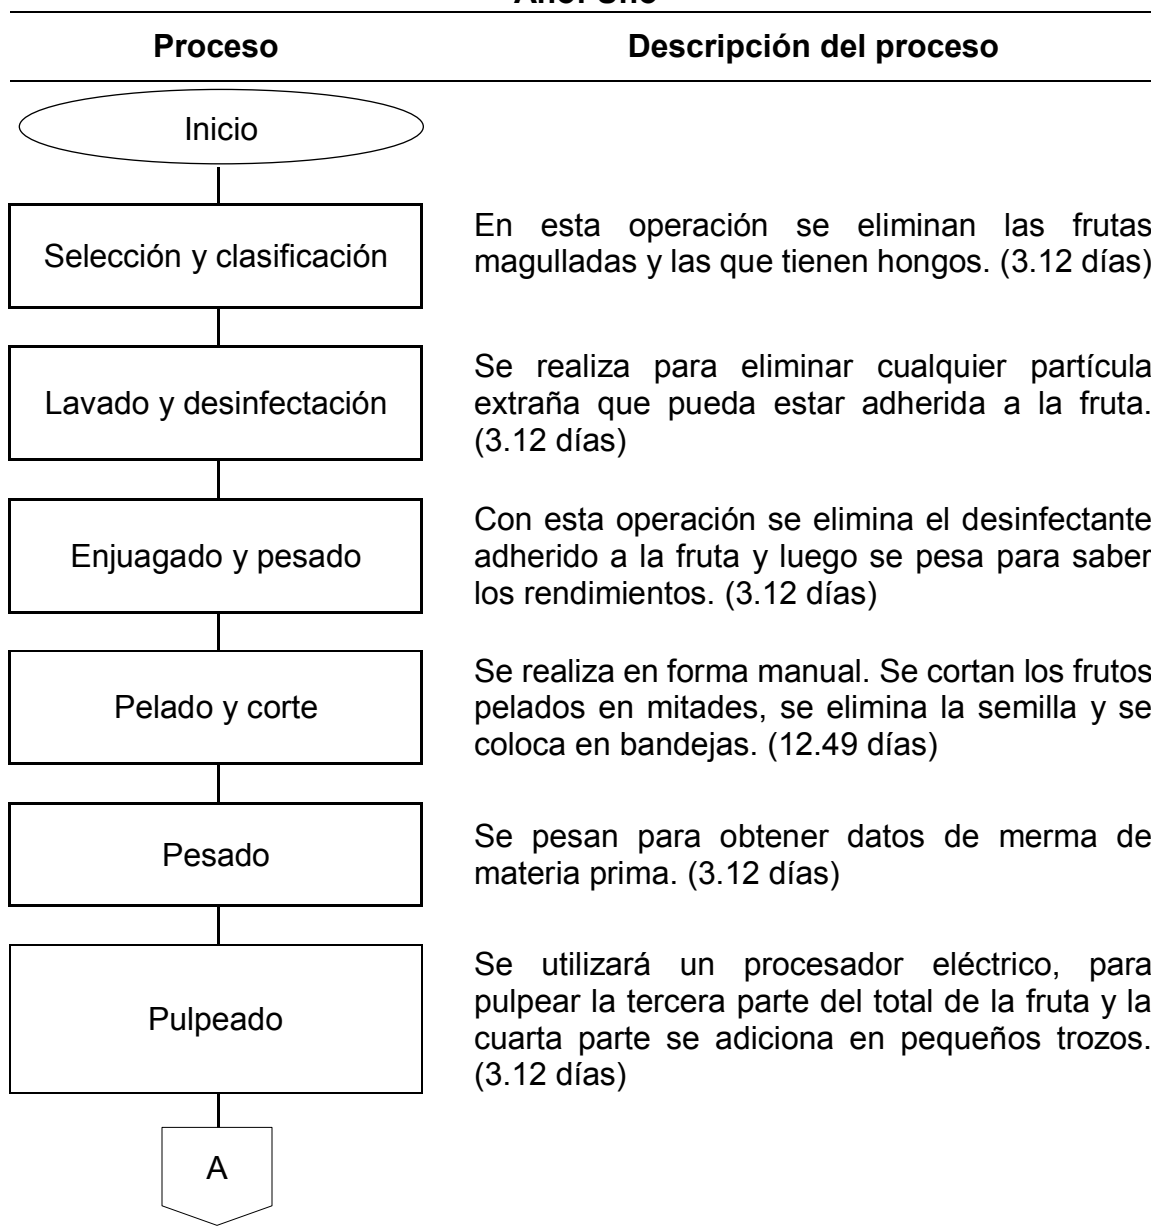 Proceso
Descripción del proceso
Inicio
Selección y clasificación
En esta operación se eliminan las frutas
magulladas y las que tienen hongos. (3.12 días)
Lavado y desinfectación
Se realiza para eliminar cualquier partícula
extraña que pueda estar adherida a la fruta.
(3.12 días)
Enjuagado y pesado
Con esta operación se elimina el desinfectante
adherido a la fruta y luego se pesa para saber
los rendimientos. (3.12 días)
Pelado y corte
Se realiza en forma manual. Se cortan los frutos
pelados en mitades, se elimina la semilla y se
coloca en bandejas. (12.49 días)
Pesado
Se pesan para obtener datos de merma de
materia prima. (3.12 días)
Pulpeado
Se utilizará un procesador eléctrico, para
pulpear la tercera parte del total de la fruta y la
cuarta parte se adiciona en pequeños trozos.
(3.12 días)
A